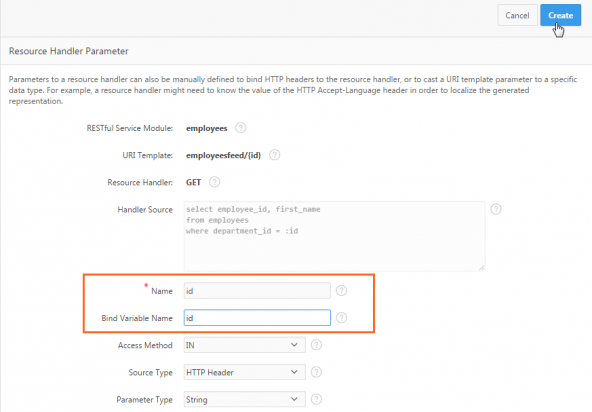 Cancel Create
Resource Handler Parameter
Parameters to a resource handler can also be manually defined to bind HTTP headers to the resource handler, or to cast a URI template parameter to a specific
data type. For example, a resource handler might need to know the value of the HTTP Accept-Language header in order to localize the generated
representation.
RESTful Service Module: employees ?
URI Template: employeesfeed/{id} ?
Resource Handler: GET ?
Handler Source select employee_id, first_name ?
from employees
where department_id = :id
* Name id ?
Bind Variable Name id ?
Access Method IN ?
Source Type HTTP Header ?
Parameter Type String ?